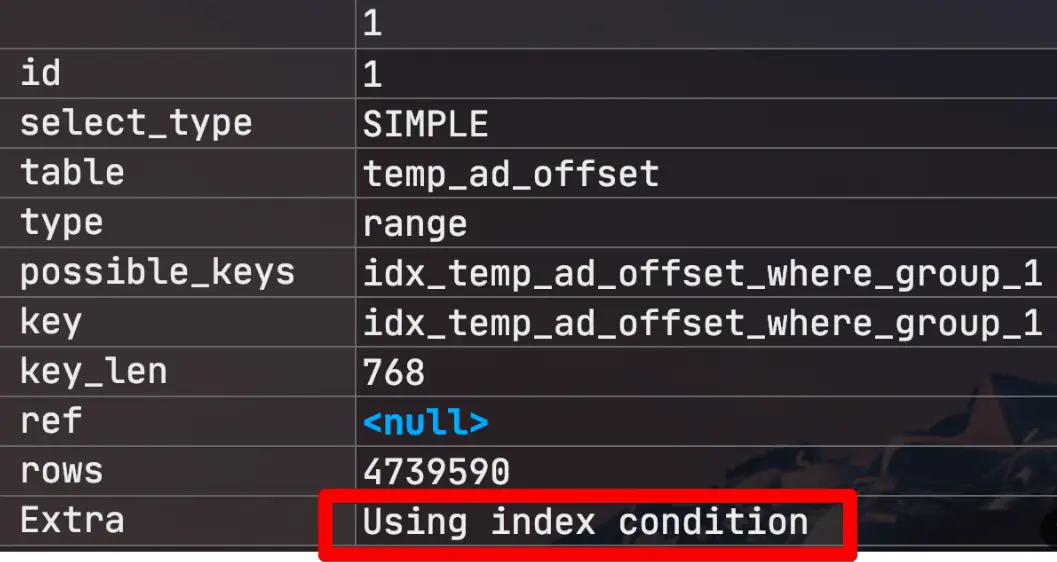 1
id 1
select_type SIMPLE
table temp_ad_offset
type range
possible_keys idx_temp_ad_offset_where_group_1
key idx_temp_ad_offset_where_group_1
key_len 768
ref <null>
rows 4739590
Extra Using index condition